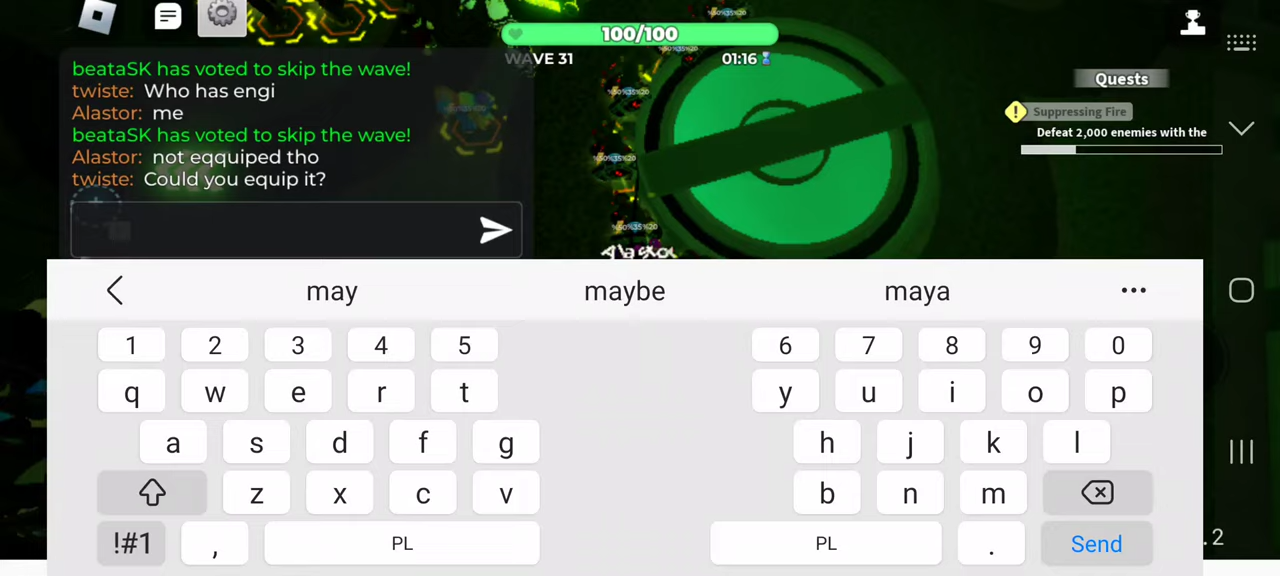 100/100
WAVE 31
01:16
beataSK has voted to skip the wave!
twiste: Who has engi
Alastor: me
beataSK has voted to skip the wave!
Alastor: not eqquiped tho
twiste: Could you equip it?
Quests
! Suppressing Fire
Defeat 2,000 enemies with the
Alastor
may maybe maya
1 2 3 4 5 6 7 8 9 0
q w e r t y u i o p
a s d f g h j k l
z x c v b n m
!#1 , PL PL . Send
.2